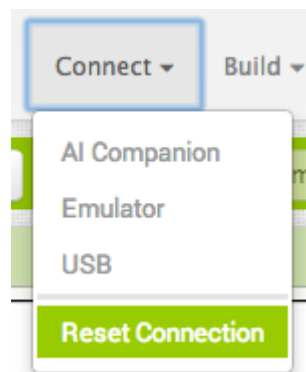 Connect ▾ Build ▾
AI Companion
Emulator
USB
Reset Connection